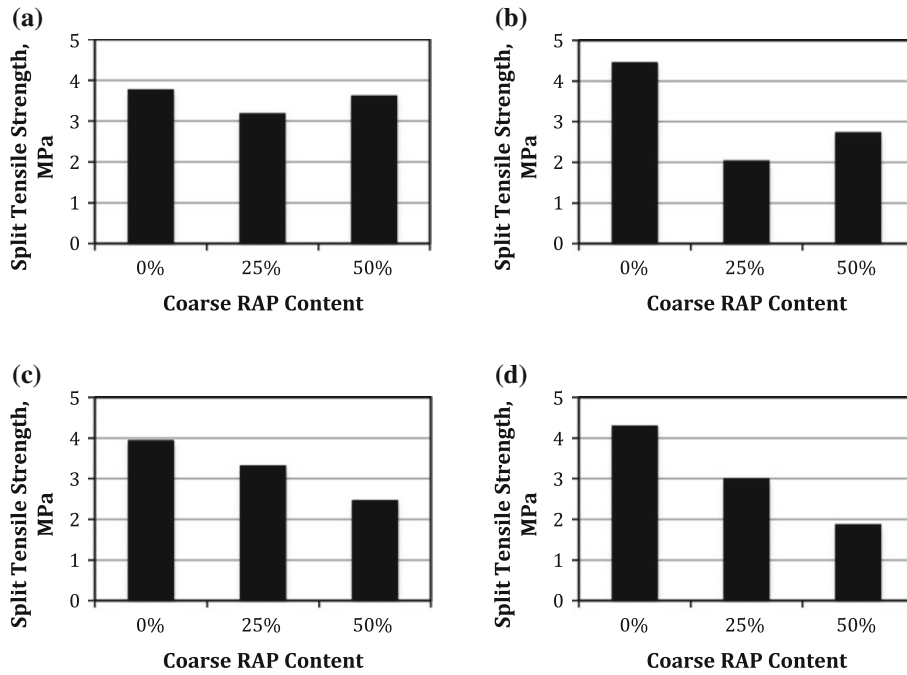 (a)
Split Tensile Strength,
MPa
5
4
3
2
1
0
0% 25% 50%
Coarse RAP Content
(b)
Split Tensile Strength,
MPa
5
4
3
2
1
0
0% 25% 50%
Coarse RAP Content
(c)
Split Tensile Strength,
MPa
5
4
3
2
1
0
0% 25% 50%
Coarse RAP Content
(d)
Split Tensile Strength,
MPa
5
4
3
2
1
0
0% 25% 50%
Coarse RAP Content